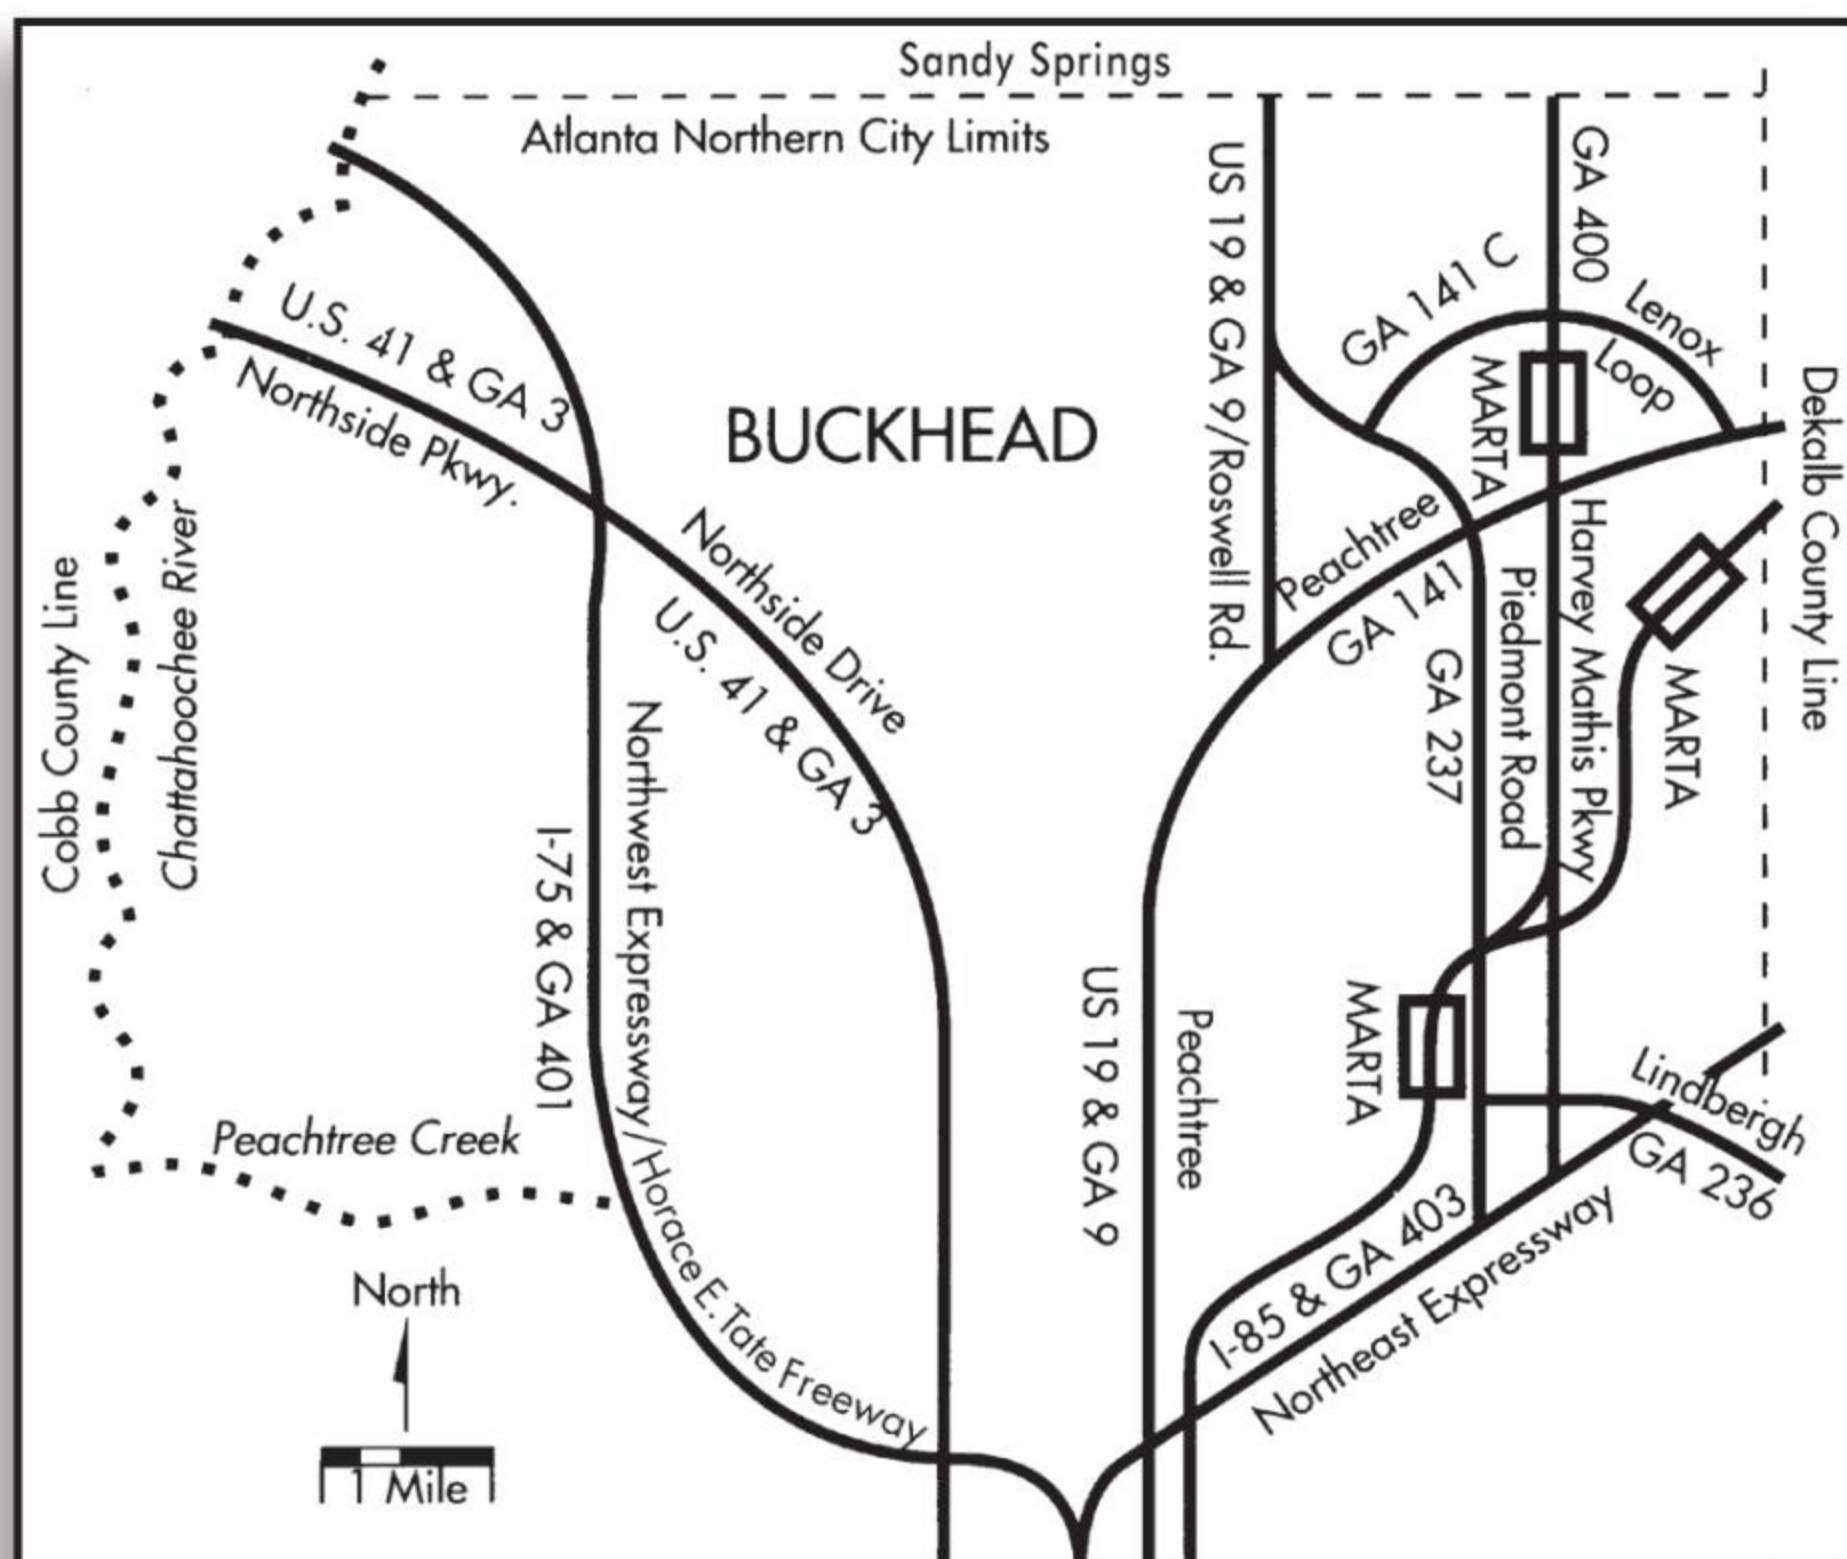 Sandy Springs
Atlanta Northern City Limits
US 19 & GA 9/Roswell Rd.
GA 400
GA 141 C
Lenox
Loop
MARTA
U.S. 41 & GA 3
Northside Pkwy.
BUCKHEAD
Dekalb County Line
Peachtree
GA 141
Harvey Mathis Pkwy
Piedmont Road
GA 237
MARTA
Northside Drive
U.S. 41 & GA 3
Cobb County Line
Chattahoochee River
Northwest Expressway/Horace E. Tate Freeway
I-75 & GA 401
US 19 & GA 9
Peachtree
MARTA
Lindbergh
GA 236
Peachtree Creek
I-85 & GA 403
Northeast Expressway
North
1 Mile